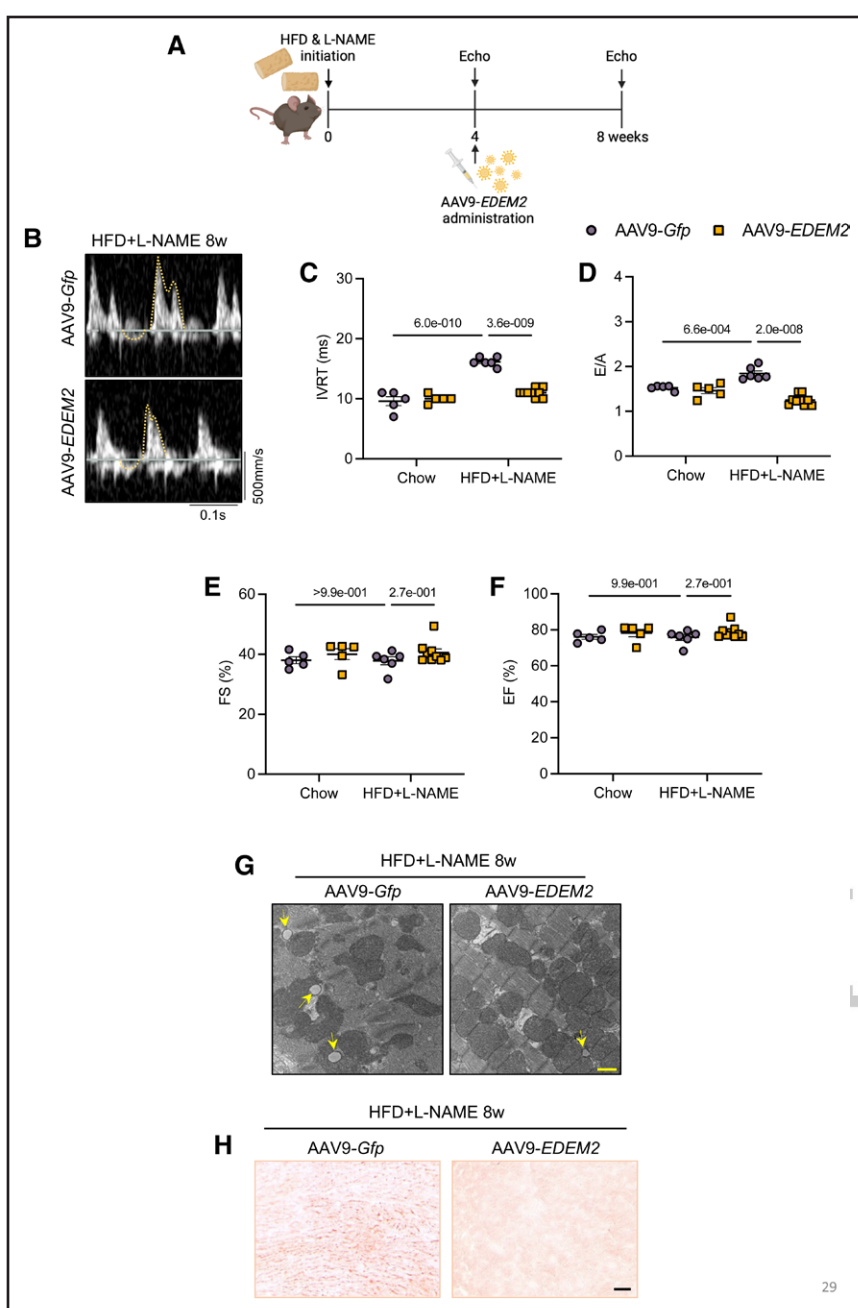 A
HFD & L-NAME
initiation
Echo
Echo
0
4
8 weeks
AAV9-EDEM2
administration
AAV9-Gfp
AAV9-EDEM2
B
HFD+L-NAME 8w
AAV9-Gfp
AAV9-EDEM2
500mm/s
0.1s
C
30
20
10
0
IVRT (ms)
6.0e-010
3.6e-009
Chow
HFD+L-NAME
D
4
3
2
1
0
E/A
6.6e-004
2.0e-008
Chow
HFD+L-NAME
E
60
40
20
0
FS (%)
>9.9e-001
2.7e-001
Chow
HFD+L-NAME
F
100
80
60
40
20
0
EF (%)
9.9e-001
2.7e-001
Chow
HFD+L-NAME
G
HFD+L-NAME 8w
AAV9-Gfp
AAV9-EDEM2
H
HFD+L-NAME 8w
AAV9-Gfp
AAV9-EDEM2
29